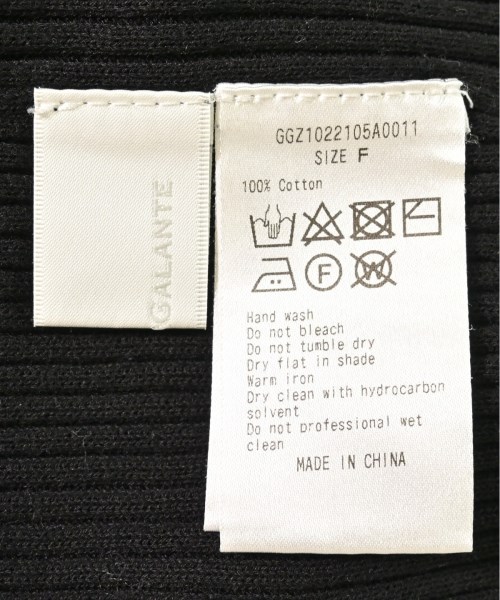 GALANTE
GGZ1022105A0011
SIZE F
100% Cotton
F
W
Hand wash
Do not bleach
Do not tumble dry
Dry flat in shade
Warm iron
Dry clean with hydrocarbon
solvent
Do not professional wet
clean
MADE IN CHINA